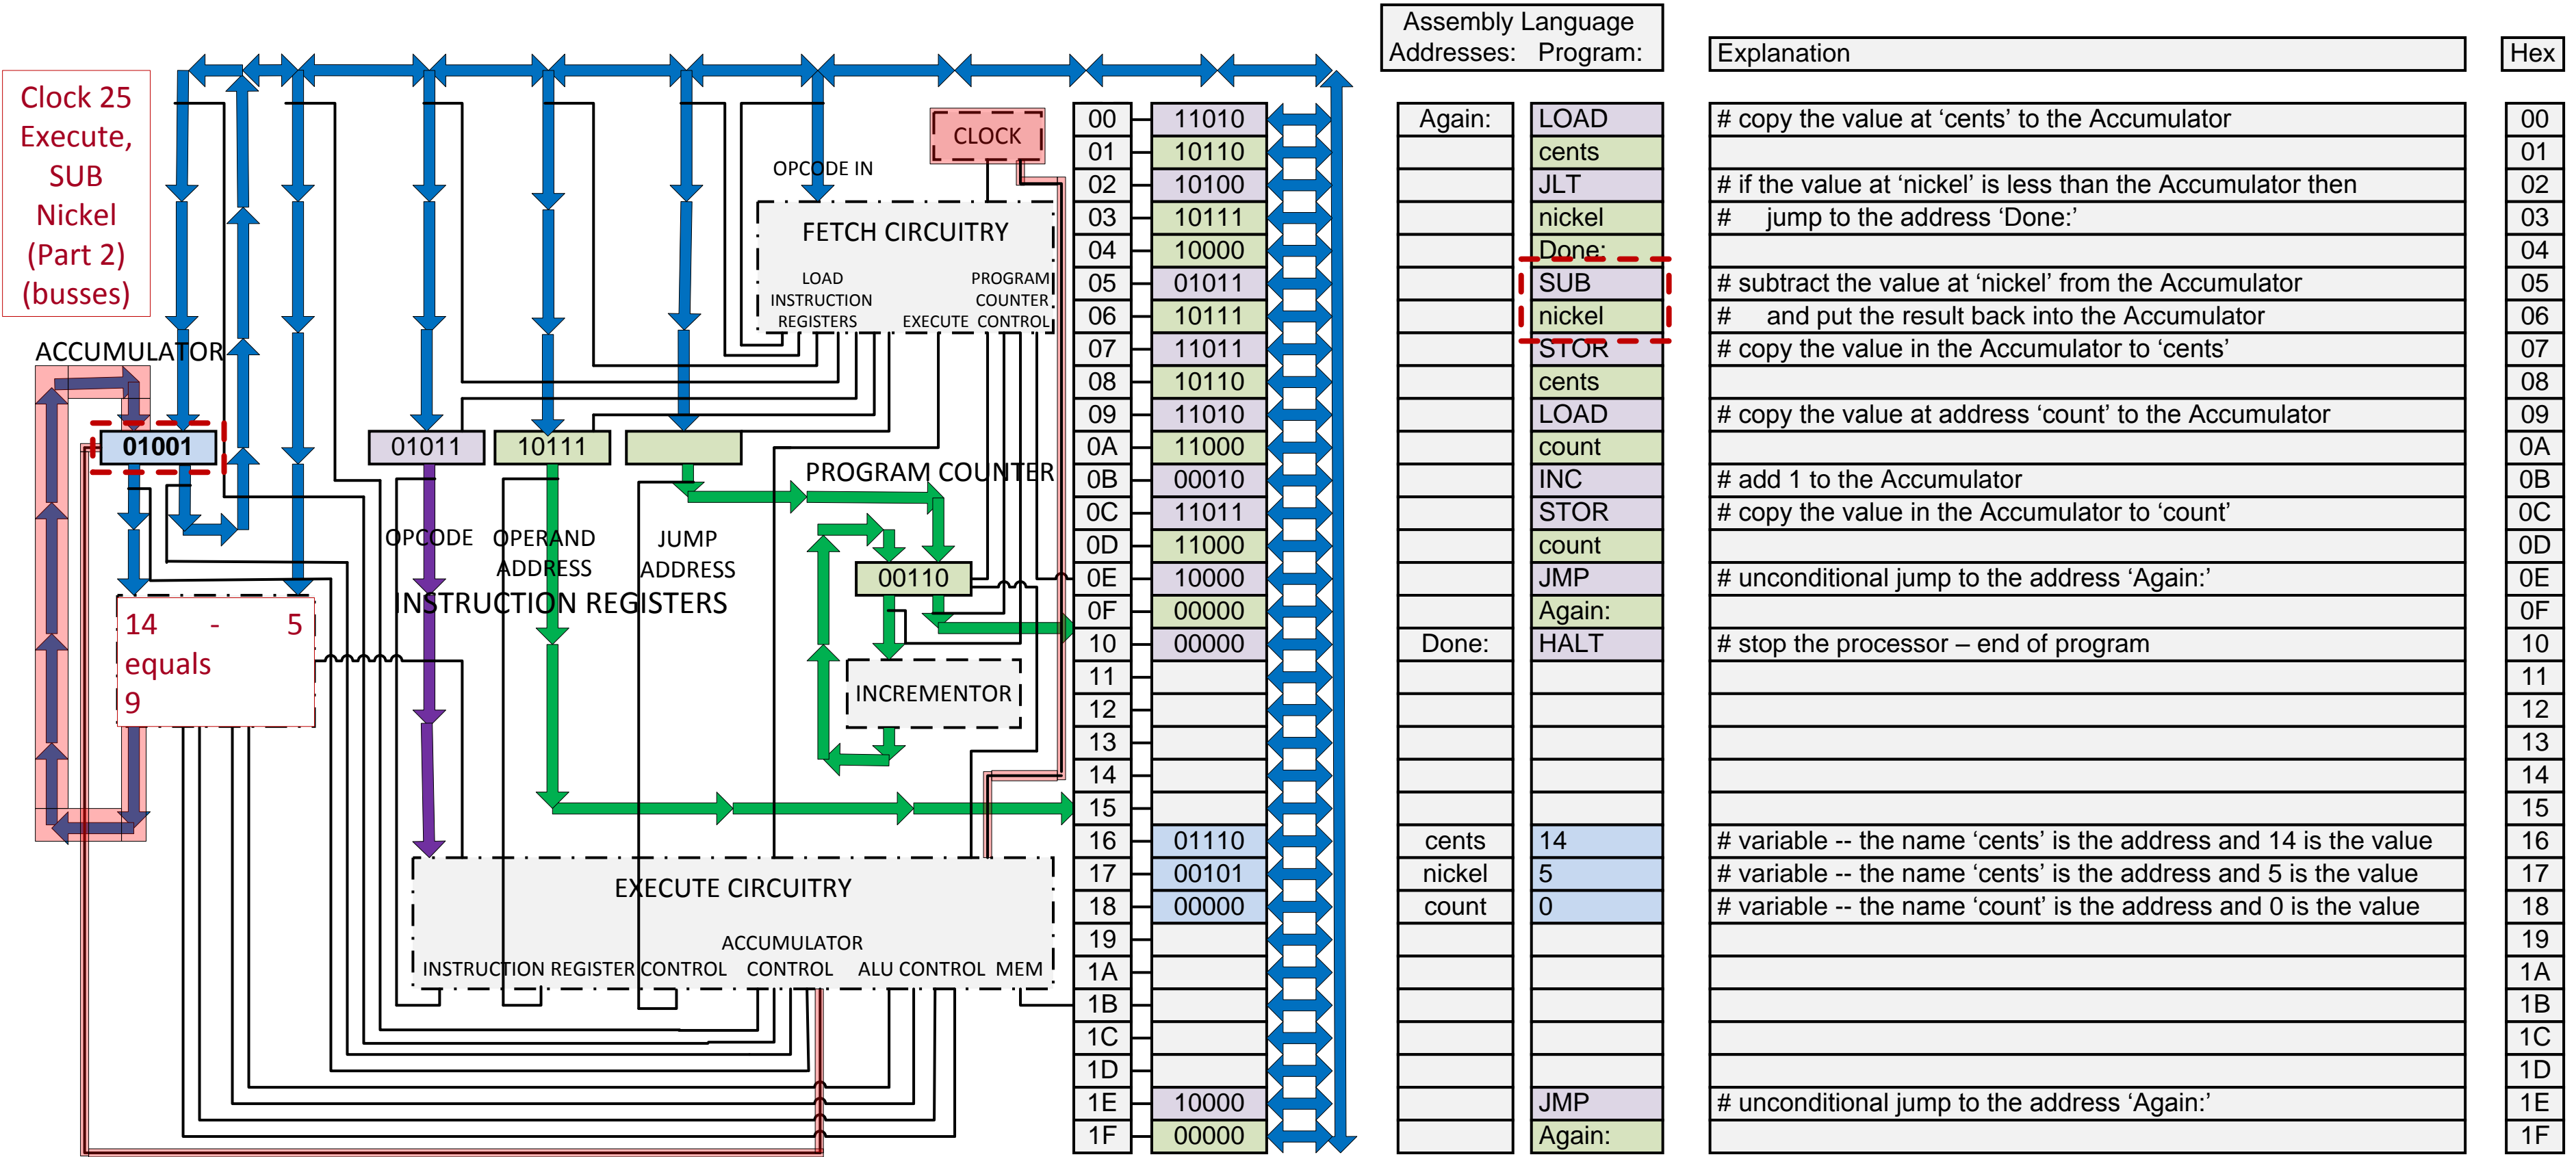 Assembly Language
Addresses: Program:
Explanation
Hex
Clock 25
Execute,
SUB
Nickel
(Part 2)
(busses)
CLOCK
OPCODE IN
FETCH CIRCUITRY
LOAD
INSTRUCTION
REGISTERS
EXECUTE
PROGRAM
COUNTER
CONTROL
ACCUMULATOR
01001
01011
10111
PROGRAM COUNTER
OPCODE
OPERAND
ADDRESS
JUMP
ADDRESS
INSTRUCTION REGISTERS
00110
14 - 5
equals
9
INCREMENTOR
EXECUTE CIRCUITRY
INSTRUCTION REGISTER CONTROL
ACCUMULATOR
CONTROL
ALU CONTROL
MEM
00 11010 Again: LOAD # copy the value at ‘cents’ to the Accumulator 00
01 10110 cents 01
02 10100 JLT # if the value at ‘nickel’ is less than the Accumulator then 02
03 10111 nickel # jump to the address ‘Done:’ 03
04 10000 Done: 04
05 01011 SUB # subtract the value at ‘nickel’ from the Accumulator 05
06 10111 nickel # and put the result back into the Accumulator 06
07 11011 STOR # copy the value in the Accumulator to ‘cents’ 07
08 10110 cents 08
09 11010 LOAD # copy the value at address ‘count’ to the Accumulator 09
0A 11000 count 0A
0B 00010 INC # add 1 to the Accumulator 0B
0C 11011 STOR # copy the value in the Accumulator to ‘count’ 0C
0D 11000 count 0D
0E 10000 JMP # unconditional jump to the address ‘Again:’ 0E
0F 00000 Again: 0F
10 00000 Done: HALT # stop the processor – end of program 10
11 11
12 12
13 13
14 14
15 15
16 01110 cents 14 # variable -- the name ‘cents’ is the address and 14 is the value 16
17 00101 nickel 5 # variable -- the name ‘cents’ is the address and 5 is the value 17
18 00000 count 0 # variable -- the name ‘count’ is the address and 0 is the value 18
19 19
1A 1A
1B 1B
1C 1C
1D 1D
1E 10000 JMP # unconditional jump to the address ‘Again:’ 1E
1F 00000 Again: 1F